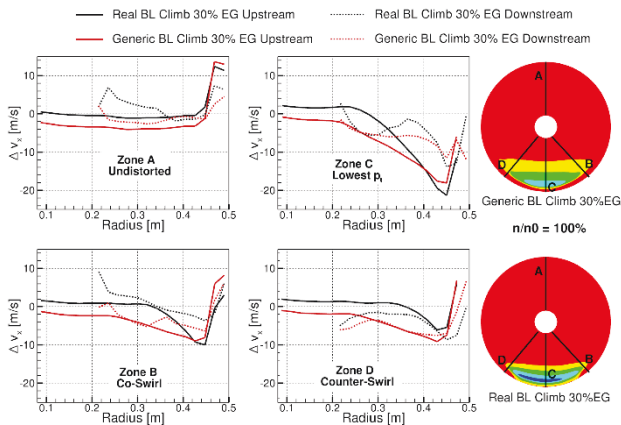 Real BL Climb 30% EG Upstream
Real BL Climb 30% EG Downstream
Generic BL Climb 30% EG Upstream
Generic BL Climb 30% EG Downstream
Δ vₓ [m/s]
10
0
-10
-20
Zone A
Undistorted
0.1 0.2 0.3 0.4 0.5
Radius [m]
Δ vₓ [m/s]
10
0
-10
-20
Zone C
Lowest pₜ
0.1 0.2 0.3 0.4 0.5
Radius [m]
A
D B
C
Generic BL Climb 30%EG
n/n0 = 100%
Δ vₓ [m/s]
10
0
-10
-20
Zone B
Co-Swirl
0.1 0.2 0.3 0.4 0.5
Radius [m]
Δ vₓ [m/s]
10
0
-10
-20
Zone D
Counter-Swirl
0.1 0.2 0.3 0.4 0.5
Radius [m]
A
D B
C
Real BL Climb 30%EG